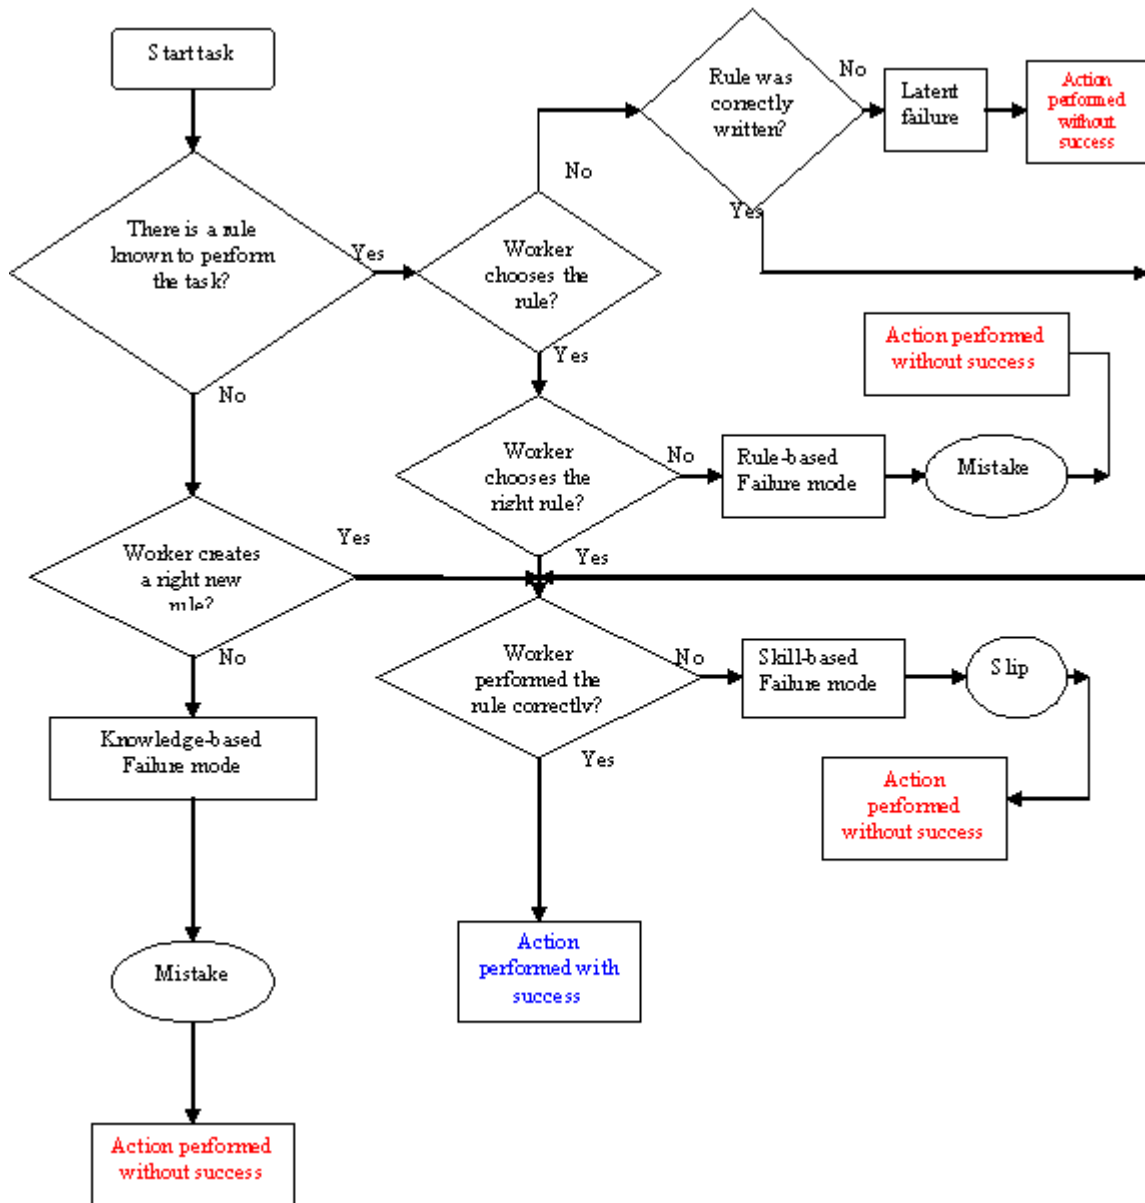 Start task
Rule was
correctly
written?
No
Latent
failure
Action
performed
without
success
Yes
There is a rule
known to perform
the task?
Yes
No
Worker
chooses the
rule?
No
Yes
Action performed
without success
Worker
chooses the
right rule?
No
Rule-based
Failure mode
Mistake
Yes
Worker creates
a right new
rule?
Yes
No
Worker
performed the
rule correctly?
No
Skill-based
Failure mode
Slip
Yes
Action
performed
without success
Knowledge-based
Failure mode
Mistake
Action performed
without success
Action
performed with
success